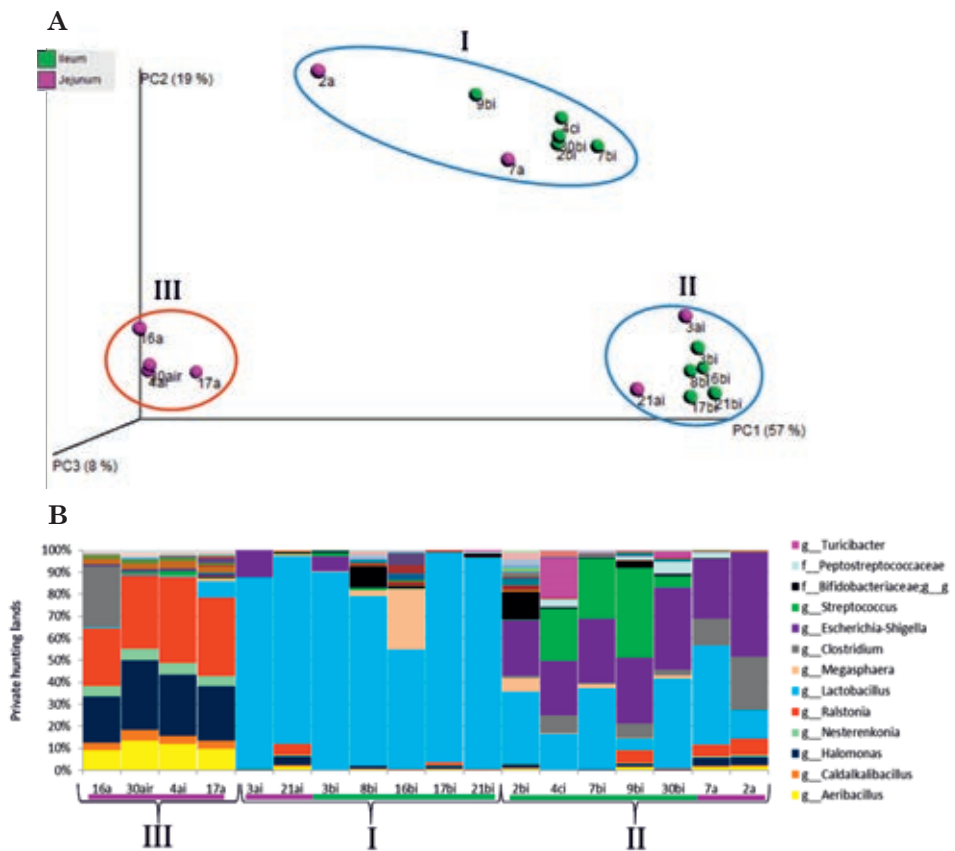 A
I
Ileum
Jejunum
PC2 (19 %)
2a
9bi
4ci
30bi
2bi
7bi
7a
III
II
16a
30air
4ai
17a
3ai
3bi
8bi
16bi
21ai
17bi
21bi
PC1 (57 %)
PC3 (8 %)
B
100%
90%
80%
70%
60%
50%
40%
30%
20%
10%
0%
Private hunting lands
16a 30air 4ai 17a 3ai 21ai 3bi 8bi 16bi 17bi 21bi 2bi 4ci 7bi 9bi 30bi 7a 2a
III I II
g__Turicibacter
f__Peptostreptococcaceae
f__Bifidobacteriaceae;g__g
g__Streptococcus
g__Escherichia-Shigella
g__Clostridium
g__Megasphaera
g__Lactobacillus
g__Ralstonia
g__Nesterenkonia
g__Halomonas
g__Caldalkalibacillus
g__Aeribacillus